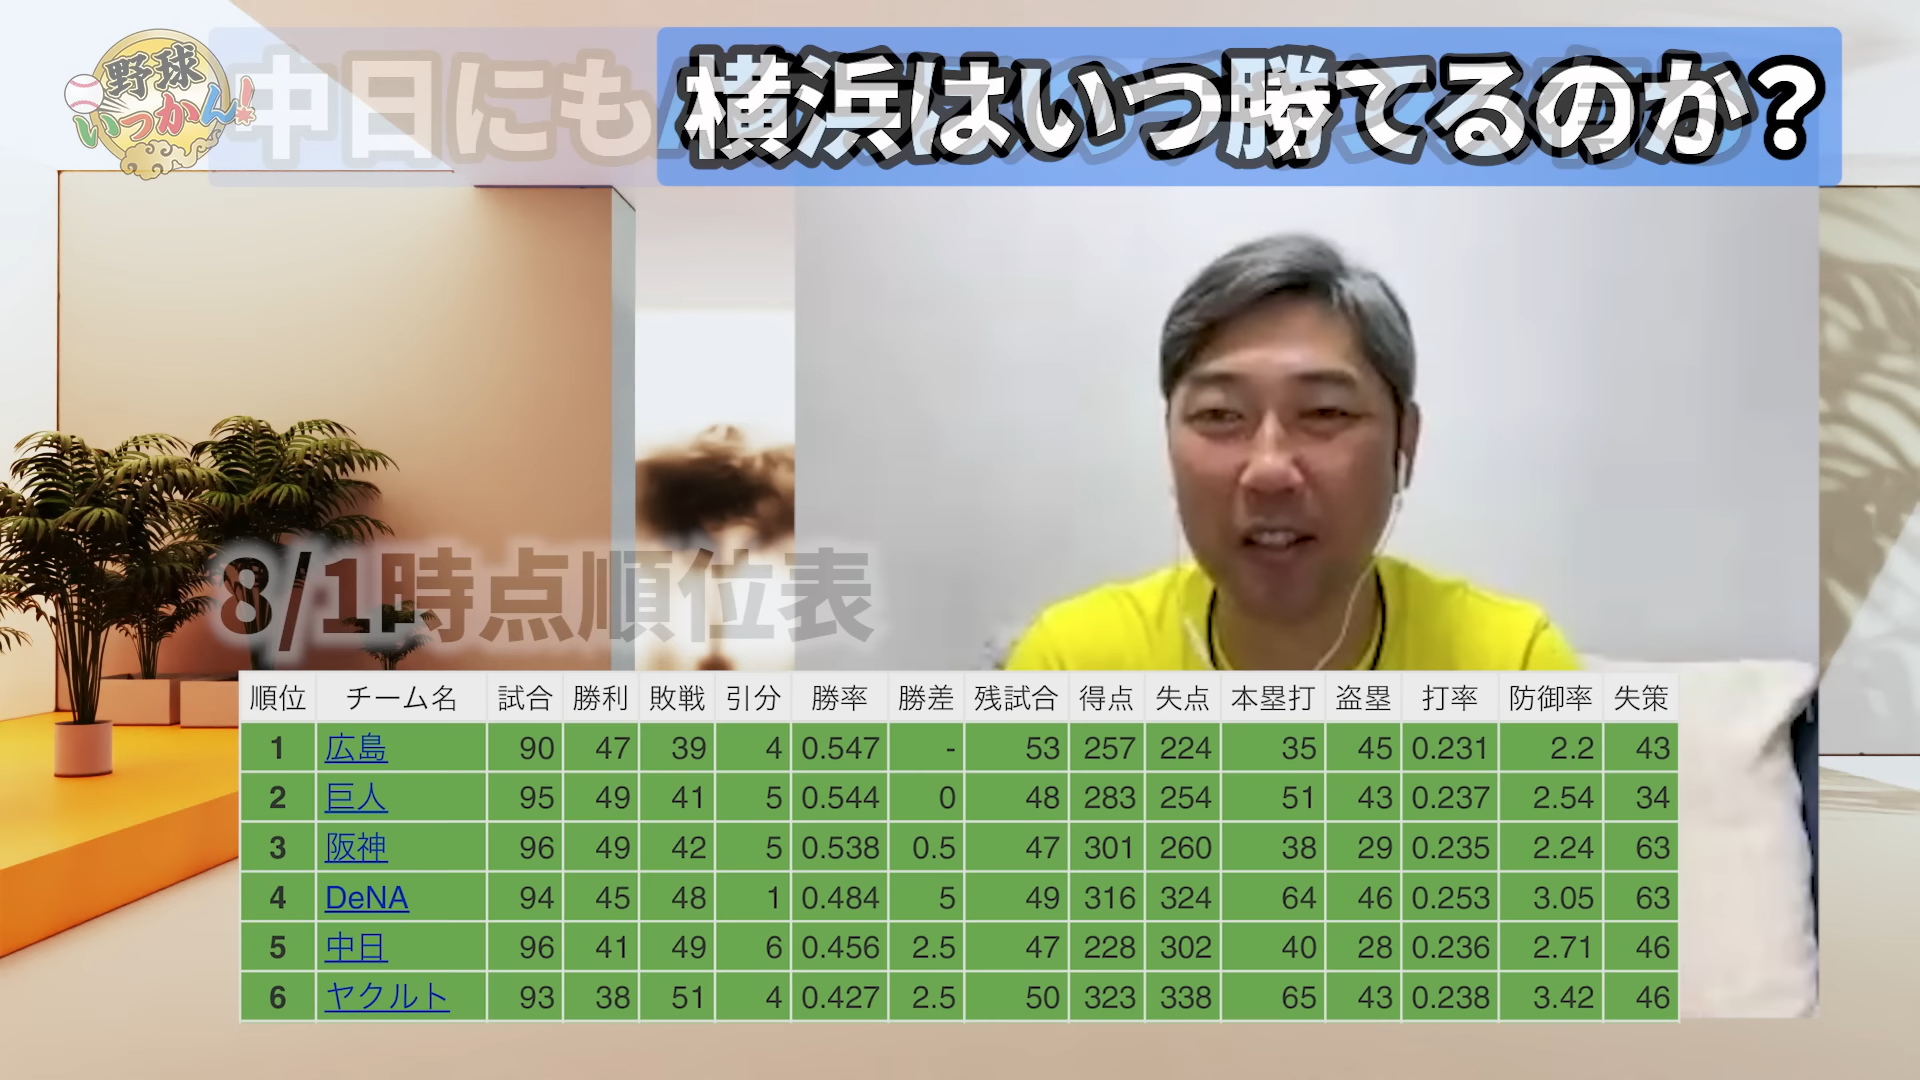 野球
いっかん!
中日にも
横浜はいつ勝てるのか?
8/1時点順位表
順位 チーム名 試合 勝利 敗戦 引分 勝率 勝差 残試合 得点 失点 本塁打 盗塁 打率 防御率 失策
1 広島 90 47 39 4 0.547 - 53 257 224 35 45 0.231 2.2 43
2 巨人 95 49 41 5 0.544 0 48 283 254 51 43 0.237 2.54 34
3 阪神 96 49 42 5 0.538 0.5 47 301 260 38 29 0.235 2.24 63
4 DeNA 94 45 48 1 0.484 5 49 316 324 64 46 0.253 3.05 63
5 中日 96 41 49 6 0.456 2.5 47 228 302 40 28 0.236 2.71 46
6 ヤクルト 93 38 51 4 0.427 2.5 50 323 338 65 43 0.238 3.42 46